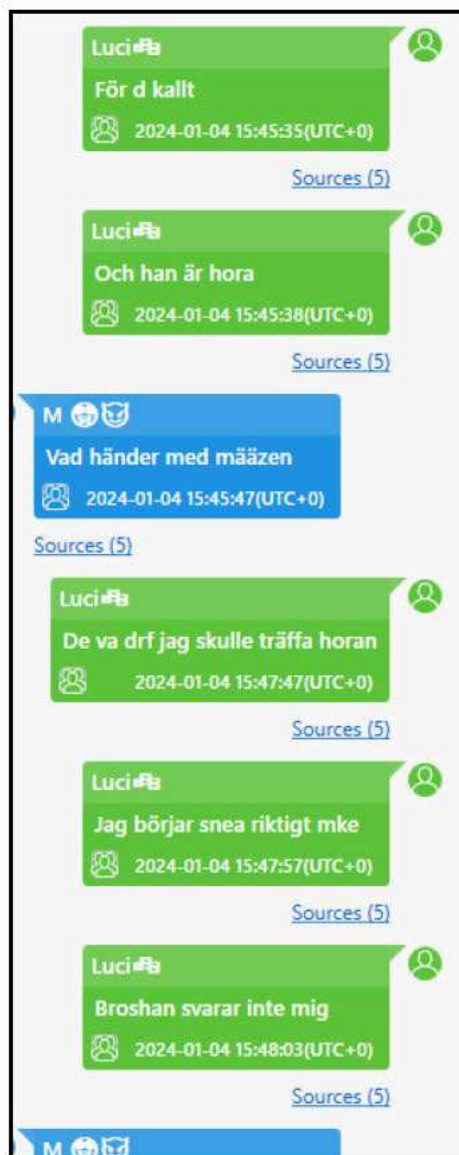 Luci
För d kallt
2024-01-04 15:45:35(UTC+0)
Sources (5)
Luci
Och han är hora
2024-01-04 15:45:38(UTC+0)
Sources (5)
M
Vad händer med määzen
2024-01-04 15:45:47(UTC+0)
Sources (5)
Luci
De va drf jag skulle träffa horan
2024-01-04 15:47:47(UTC+0)
Sources (5)
Luci
Jag börjar snea riktigt mke
2024-01-04 15:47:57(UTC+0)
Sources (5)
Luci
Broshan svarar inte mig
2024-01-04 15:48:03(UTC+0)
Sources (5)
M